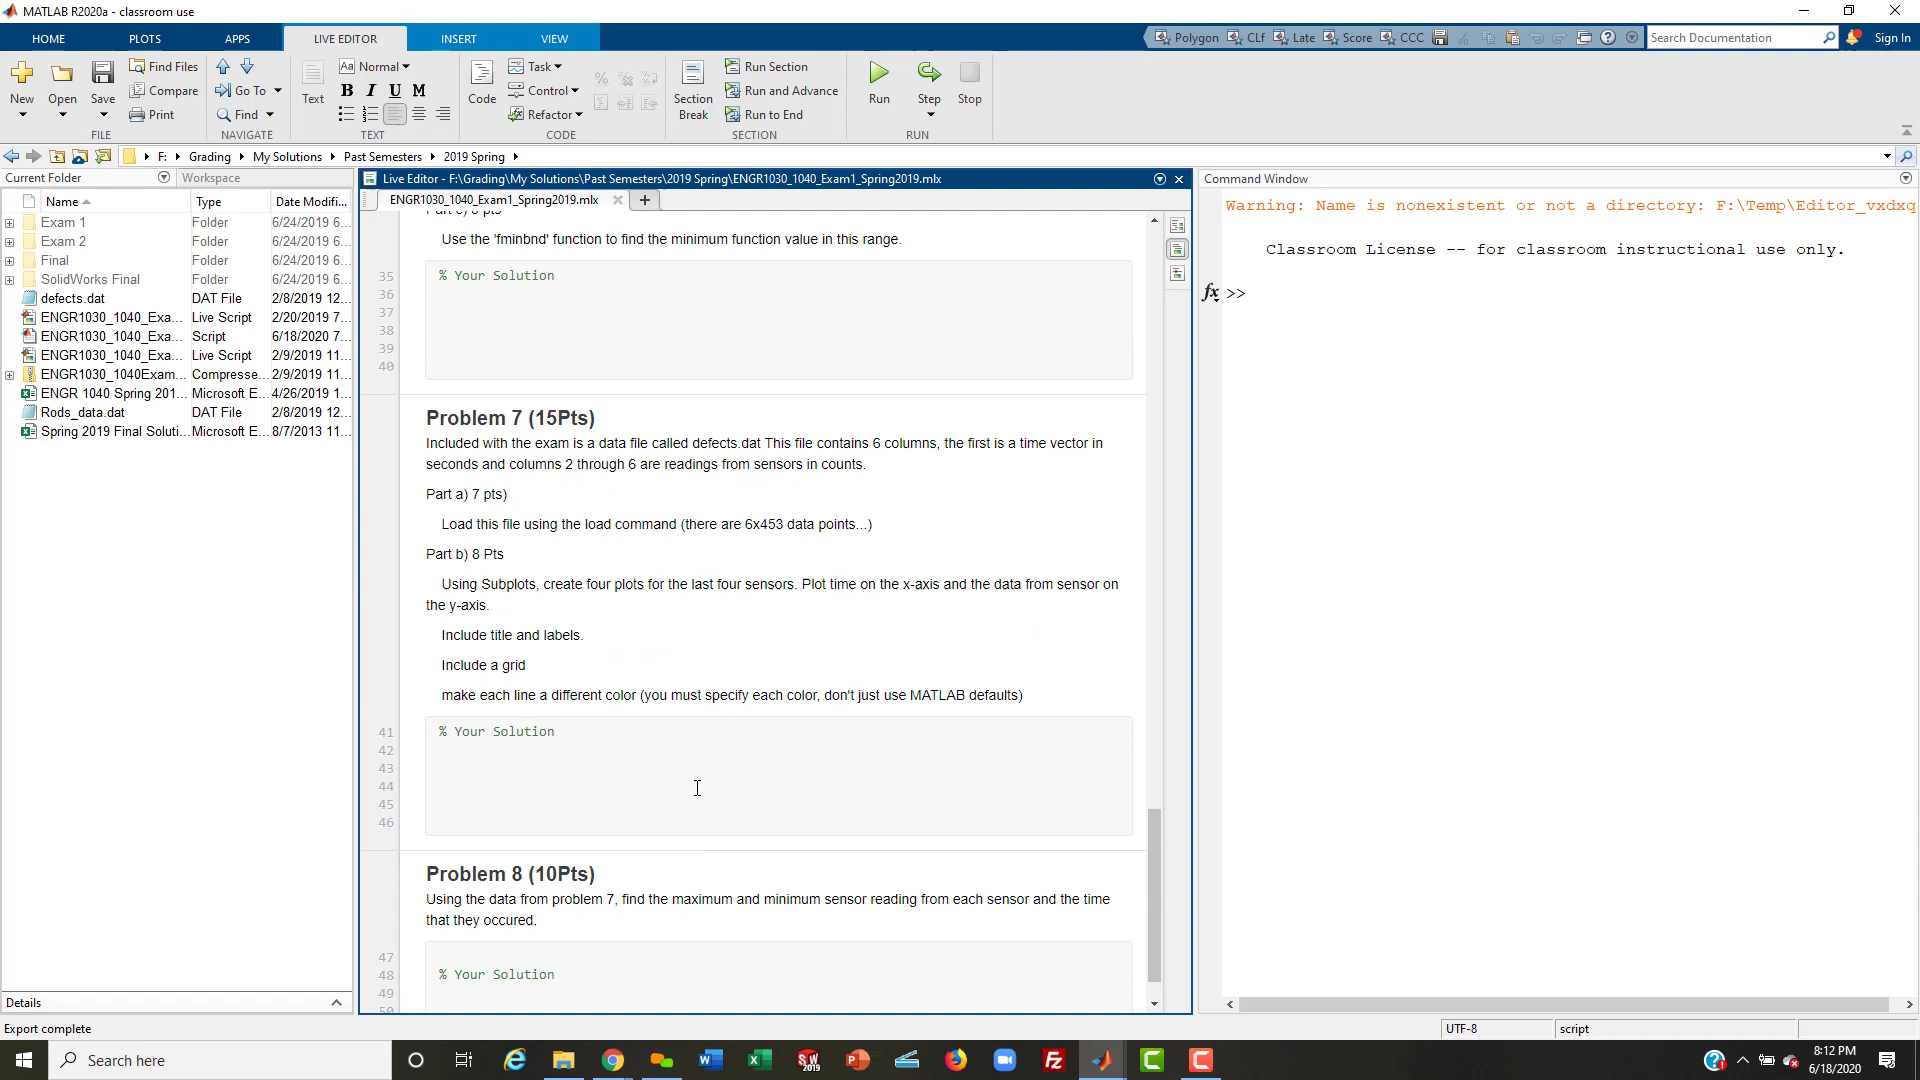 MATLAB R2020a - classroom use
HOME PLOTS APPS LIVE EDITOR INSERT VIEW
Polygon CLf Late Score CCC Search Documentation Sign In
New Open Save Find Files Compare Print
FILE
Go To Find
NAVIGATE
Text Normal B I U M
TEXT
Code Task Control Refactor
CODE
Section Break Run Section Run and Advance Run to End
SECTION
Run Step Stop
RUN
F: Grading My Solutions Past Semesters 2019 Spring
Current Folder Workspace
Name Type Date Modifi...
Exam 1 Folder 6/24/2019 6...
Exam 2 Folder 6/24/2019 6...
Final Folder 6/24/2019 6...
SolidWorks Final Folder 6/24/2019 6...
defects.dat DAT File 2/8/2019 12...
ENGR1030_1040_Exa... Live Script 2/20/2019 7...
ENGR1030_1040_Exa... Script 6/18/2020 7...
ENGR1030_1040_Exa... Live Script 2/9/2019 11...
ENGR1030_1040Exam... Compresse... 2/9/2019 11...
ENGR 1040 Spring 201... Microsoft E... 4/26/2019 1...
Rods_data.dat DAT File 2/8/2019 12...
Spring 2019 Final Soluti... Microsoft E... 8/7/2013 11...
Details
Export complete
Live Editor - F:\Grading\My Solutions\Past Semesters\2019 Spring\ENGR1030_1040_Exam1_Spring2019.mlx
ENGR1030_1040_Exam1_Spring2019.mlx
Use the 'fminbnd' function to find the minimum function value in this range.
35 % Your Solution
36
37
38
39
40
Problem 7 (15Pts)
Included with the exam is a data file called defects.dat This file contains 6 columns, the first is a time vector in
seconds and columns 2 through 6 are readings from sensors in counts.
Part a) 7 pts)
Load this file using the load command (there are 6x453 data points...)
Part b) 8 Pts
Using Subplots, create four plots for the last four sensors. Plot time on the x-axis and the data from sensor on
the y-axis.
Include title and labels.
Include a grid
make each line a different color (you must specify each color, don't just use MATLAB defaults)
41 % Your Solution
42
43
44
45
46
Problem 8 (10Pts)
Using the data from problem 7, find the maximum and minimum sensor reading from each sensor and the time
that they occured.
47
48 % Your Solution
49
50
Command Window
Warning: Name is nonexistent or not a directory: F:\Temp\Editor_vxdxq
Classroom License -- for classroom instructional use only.
fx >>
UTF-8 script
Search here
8:12 PM
6/18/2020